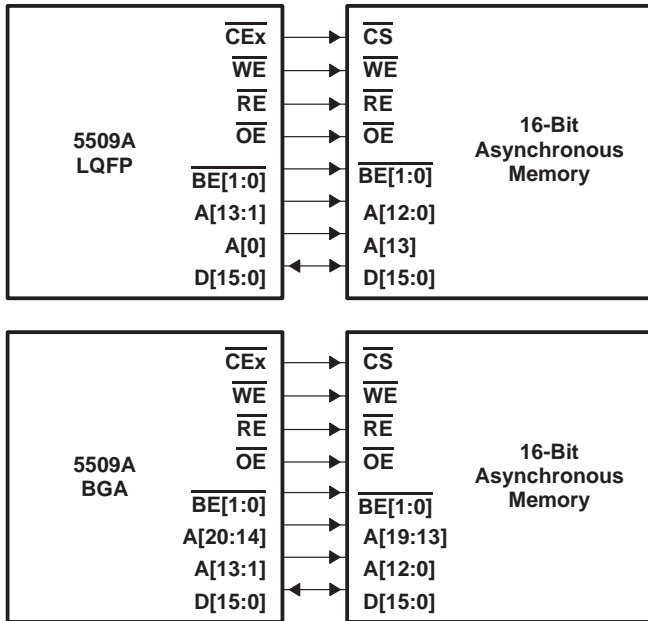 CEx
CS
WE
WE
RE
RE
OE
OE
5509A
LQFP
16-Bit
Asynchronous
Memory
BE[1:0]
BE[1:0]
A[13:1]
A[12:0]
A[0]
A[13]
D[15:0]
D[15:0]
CEx
CS
WE
WE
RE
RE
OE
OE
5509A
BGA
16-Bit
Asynchronous
Memory
BE[1:0]
BE[1:0]
A[20:14]
A[19:13]
A[13:1]
A[12:0]
D[15:0]
D[15:0]